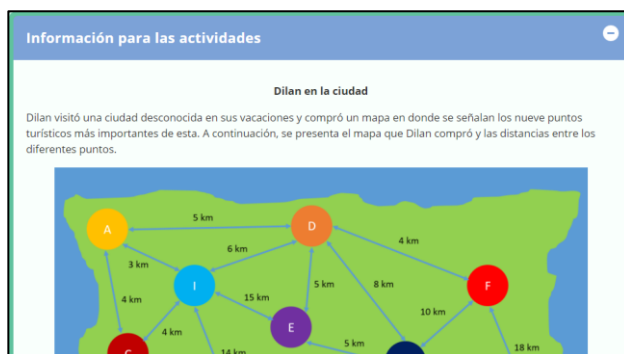 Información para las actividades
Dilan en la ciudad
Dilan visitó una ciudad desconocida en sus vacaciones y compró un mapa en donde se señalan los nueve puntos
turísticos más importantes de esta. A continuación, se presenta el mapa que Dilan compró y las distancias entre los
diferentes puntos.
5 km
A
D
6 km
4 km
3 km
I
5 km
8 km
F
4 km
15 km
10 km
E
4 km
5 km
14 km
18 km
C